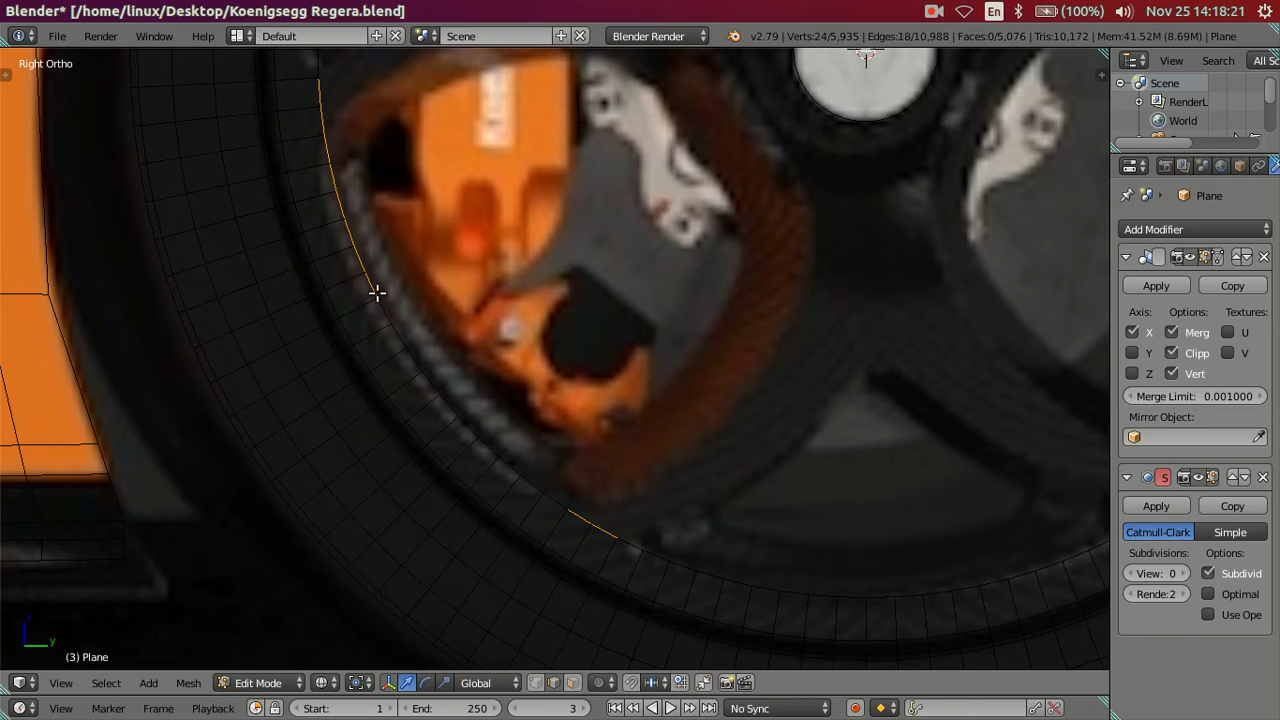 Blender* [/home/linux/Desktop/Koenigsegg Regera.blend]
En
(100%)
Nov 25 14:18:21
File Render Window Help
Default
Scene
Blender Render
v2.79 | Verts:24/5,935 | Edges:18/10,988 | Faces:0/5,076 | Tris:10,172 | Mem:41.52M (8.69M) | Plane
Right Ortho
View Search All Sc
Scene
RenderL
World
Plane
Add Modifier
Apply Copy
Axis: Options: Textures:
X Merg U
Y Clipp V
Z Vert
Merge Limit: 0.001000
Mirror Object:
S
Apply Copy
Catmull-Clark Simple
Subdivisions: Options:
View: 0 Subdivid
Rende:2 Optimal
Use Ope
y
(3) Plane
View Select Add Mesh Edit Mode Global
View Marker Frame Playback Start: 1 End: 250 3 No Sync